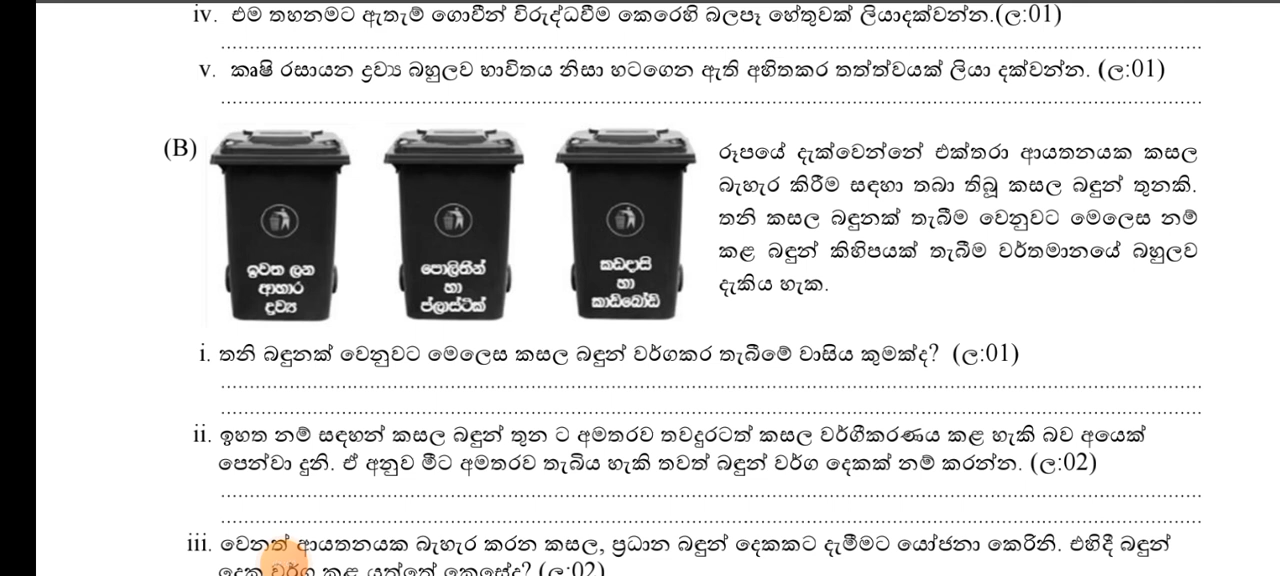 iv. එම තහනමට ඇතැම් ගොවීන් විරුද්ධවීම කෙරෙහි බලපෑ හේතුවක් ලියාදක්වන්න.(ල:01)
v. කෘෂි රසායන ද්‍රව්‍ය බහුලව භාවිතය නිසා හටගෙන ඇති අහිතකර තත්ත්වයක් ලියා දක්වන්න. (ල:01)
(B)
ඉවත ලන
ආහාර
ද්‍රව්‍ය
පොලිතින්
හා
ප්ලාස්ටික්
කඩදාසි
හා
කාඩ්බෝඩ්
රූපයේ දැක්වෙන්නේ එක්තරා ආයතනයක කසල
බැහැර කිරීම සඳහා තබා තිබූ කසල බඳුන් තුනකි.
තනි කසල බඳුනක් තැබීම වෙනුවට මෙලෙස නම්
කළ බඳුන් කිහිපයක් තැබීම වර්තමානයේ බහුලව
දැකිය හැක.
i. තනි බඳුනක් වෙනුවට මෙලෙස කසල බඳුන් වර්ගකර තැබීමේ වාසිය කුමක්ද? (ල:01)
ii. ඉහත නම් සඳහන් කසල බඳුන් තුන ට අමතරව තවදුරටත් කසල වර්ගීකරණය කළ හැකි බව අයෙක්
පෙන්වා දුනි. ඒ අනුව මීට අමතරව තැබිය හැකි තවත් බඳුන් වර්ග දෙකක් නම් කරන්න. (ල:02)
iii. වෙනත් ආයතනයක බැහැර කරන කසල, ප්‍රධාන බඳුන් දෙකකට දැමීමට යෝජනා කෙරිනි. එහිදී බඳුන්
දෙක වර්ග කළ යුත්තේ කෙසේද? (ල:02)